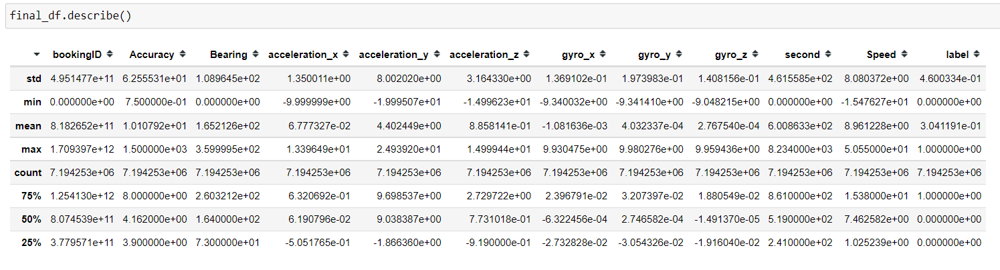 final_df.describe()
bookingID Accuracy Bearing acceleration_x acceleration_y acceleration_z gyro_x gyro_y gyro_z second Speed label
std 4.951477e+11 6.255531e+01 1.089645e+02 1.350011e+00 8.002020e+00 3.164330e+00 1.369102e-01 1.973983e-01 1.408156e-01 4.615585e+02 8.080372e+00 4.600334e-01
min 0.000000e+00 7.500000e-01 0.000000e+00 -9.999999e+00 -1.999507e+01 -1.499623e+01 -9.340032e+00 -9.341410e+00 -9.048215e+00 0.000000e+00 -1.547627e+01 0.000000e+00
mean 8.182652e+11 1.010792e+01 1.652126e+02 6.777327e-02 4.402449e+00 8.858141e-01 -1.081636e-03 4.032337e-04 2.767540e-04 6.008633e+02 8.961228e+00 3.041191e-01
max 1.709397e+12 1.500000e+03 3.599995e+02 1.339649e+01 2.493920e+01 1.499944e+01 9.930475e+00 9.980276e+00 9.959436e+00 8.234000e+03 5.055000e+01 1.000000e+00
count 7.194253e+06 7.194253e+06 7.194253e+06 7.194253e+06 7.194253e+06 7.194253e+06 7.194253e+06 7.194253e+06 7.194253e+06 7.194253e+06 7.194253e+06 7.194253e+06
75% 1.254130e+12 8.000000e+00 2.603212e+02 6.320692e-01 9.698537e+00 2.729722e+00 2.396791e-02 3.207397e-02 1.880549e-02 8.610000e+02 1.538000e+01 1.000000e+00
50% 8.074539e+11 4.162000e+00 1.640000e+02 6.190796e-02 9.038387e+00 7.731018e-01 -6.322456e-04 2.746582e-04 -1.491370e-05 5.190000e+02 7.462582e+00 0.000000e+00
25% 3.779571e+11 3.900000e+00 7.300000e+01 -5.051765e-01 -1.866360e+00 -9.190000e-01 -2.732828e-02 -3.054326e-02 -1.916040e-02 2.410000e+02 1.025239e+00 0.000000e+00